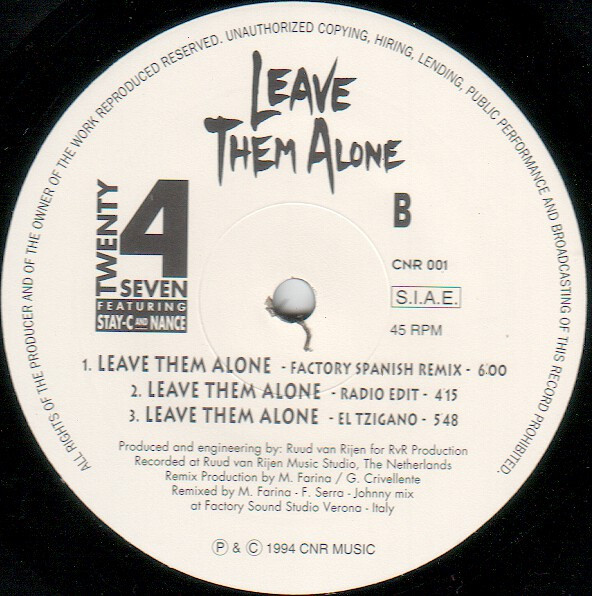 ALL RIGHTS OF THE PRODUCER AND OF THE OWNER OF THE WORK REPRODUCED RESERVED. UNAUTHORIZED COPYING, HIRING, LENDING, PUBLIC PERFORMANCE AND BROADCASTING OF THIS RECORD PROHIBITED.
LEAVE
THEM ALONE
TWENTY
4
SEVEN
FEATURING
STAY-C AND NANCE
B
CNR 001
S.I.A.E.
45 RPM
1. LEAVE THEM ALONE - FACTORY SPANISH REMIX - 6:00
2. LEAVE THEM ALONE - RADIO EDIT - 4:15
3. LEAVE THEM ALONE - EL TZIGANO - 5:48
Produced and engineering by: Ruud van Rijen for RvR Production
Recorded at Ruud van Rijen Music Studio, The Netherlands
Remix Production by M. Farina / G. Crivellente
Remixed by M. Farina - F. Serra - Johnny mix
at Factory Sound Studio Verona - Italy
Ⓟ & © 1994 CNR MUSIC